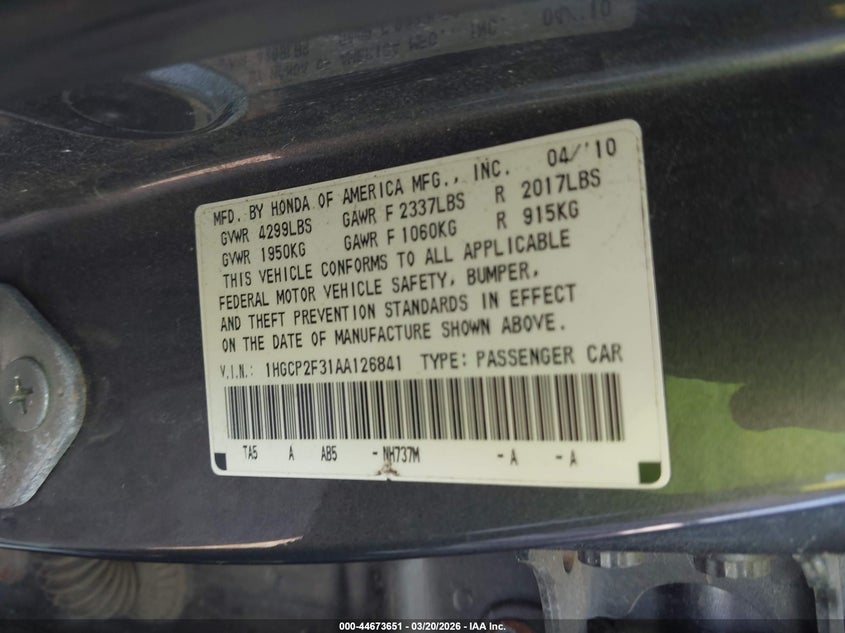 MFD. BY HONDA OF AMERICA MFG., INC. 04/'10
GVWR 4299LBS GAWR F 2337LBS R 2017LBS
GVWR 1950KG GAWR F 1060KG R 915KG
THIS VEHICLE CONFORMS TO ALL APPLICABLE
FEDERAL MOTOR VEHICLE SAFETY, BUMPER,
AND THEFT PREVENTION STANDARDS IN EFFECT
ON THE DATE OF MANUFACTURE SHOWN ABOVE.
V.I.N.: 1HGCP2F31AA126841 TYPE: PASSENGER CAR
TA5 A AB5 -NH737M -A -A
000-44673651 - 03/20/2026 - IAA Inc.